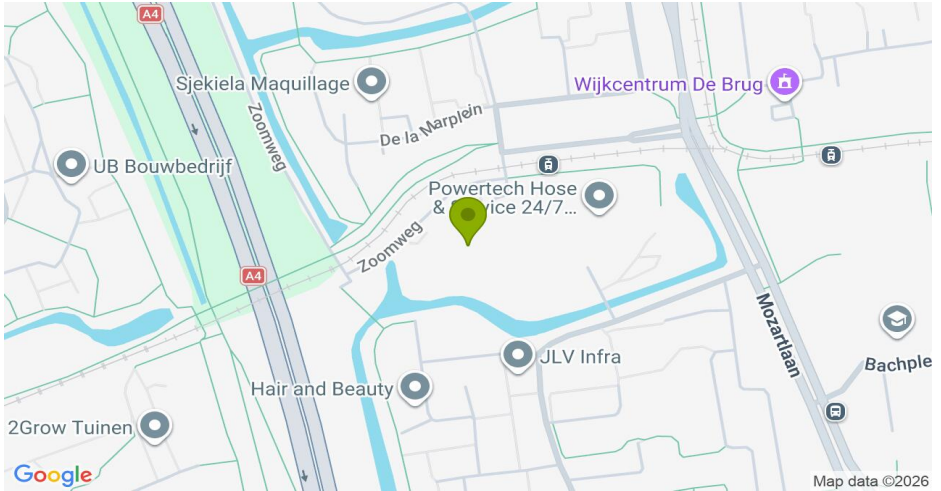 A4
Sjekiela Maquillage
Wijkcentrum De Brug
De la Marplein
Zoomweg
UB Bouwbedrijf
Powertech Hose
& Service 24/7...
Zoomweg
A4
Mozartlaan
JLV Infra
Bachple
Hair and Beauty
2Grow Tuinen
Google
Map data ©2026